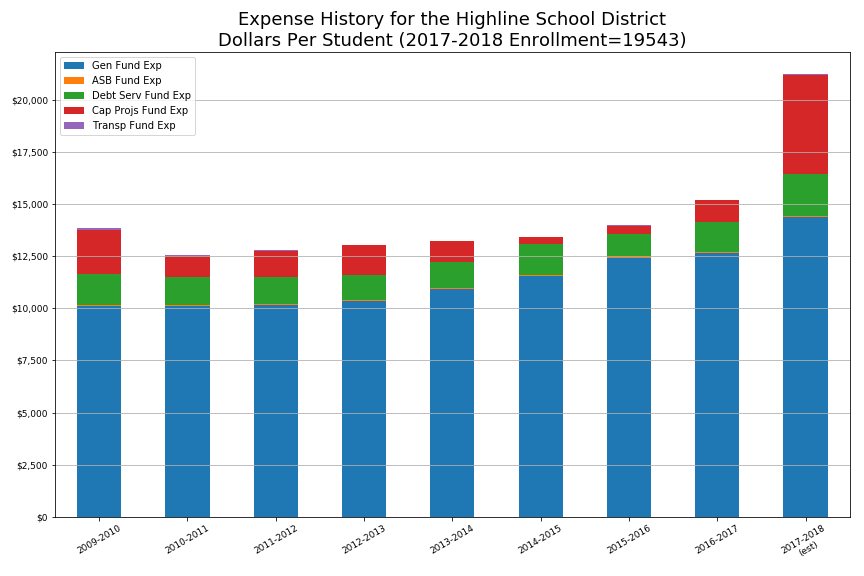 Expense History for the Highline School District
Dollars Per Student (2017-2018 Enrollment=19543)
Gen Fund Exp
ASB Fund Exp
Debt Serv Fund Exp
Cap Projs Fund Exp
Transp Fund Exp
$20,000
$17,500
$15,000
$12,500
$10,000
$7,500
$5,000
$2,500
$0
2009-2010
2010-2011
2011-2012
2012-2013
2013-2014
2014-2015
2015-2016
2016-2017
2017-2018
(est)